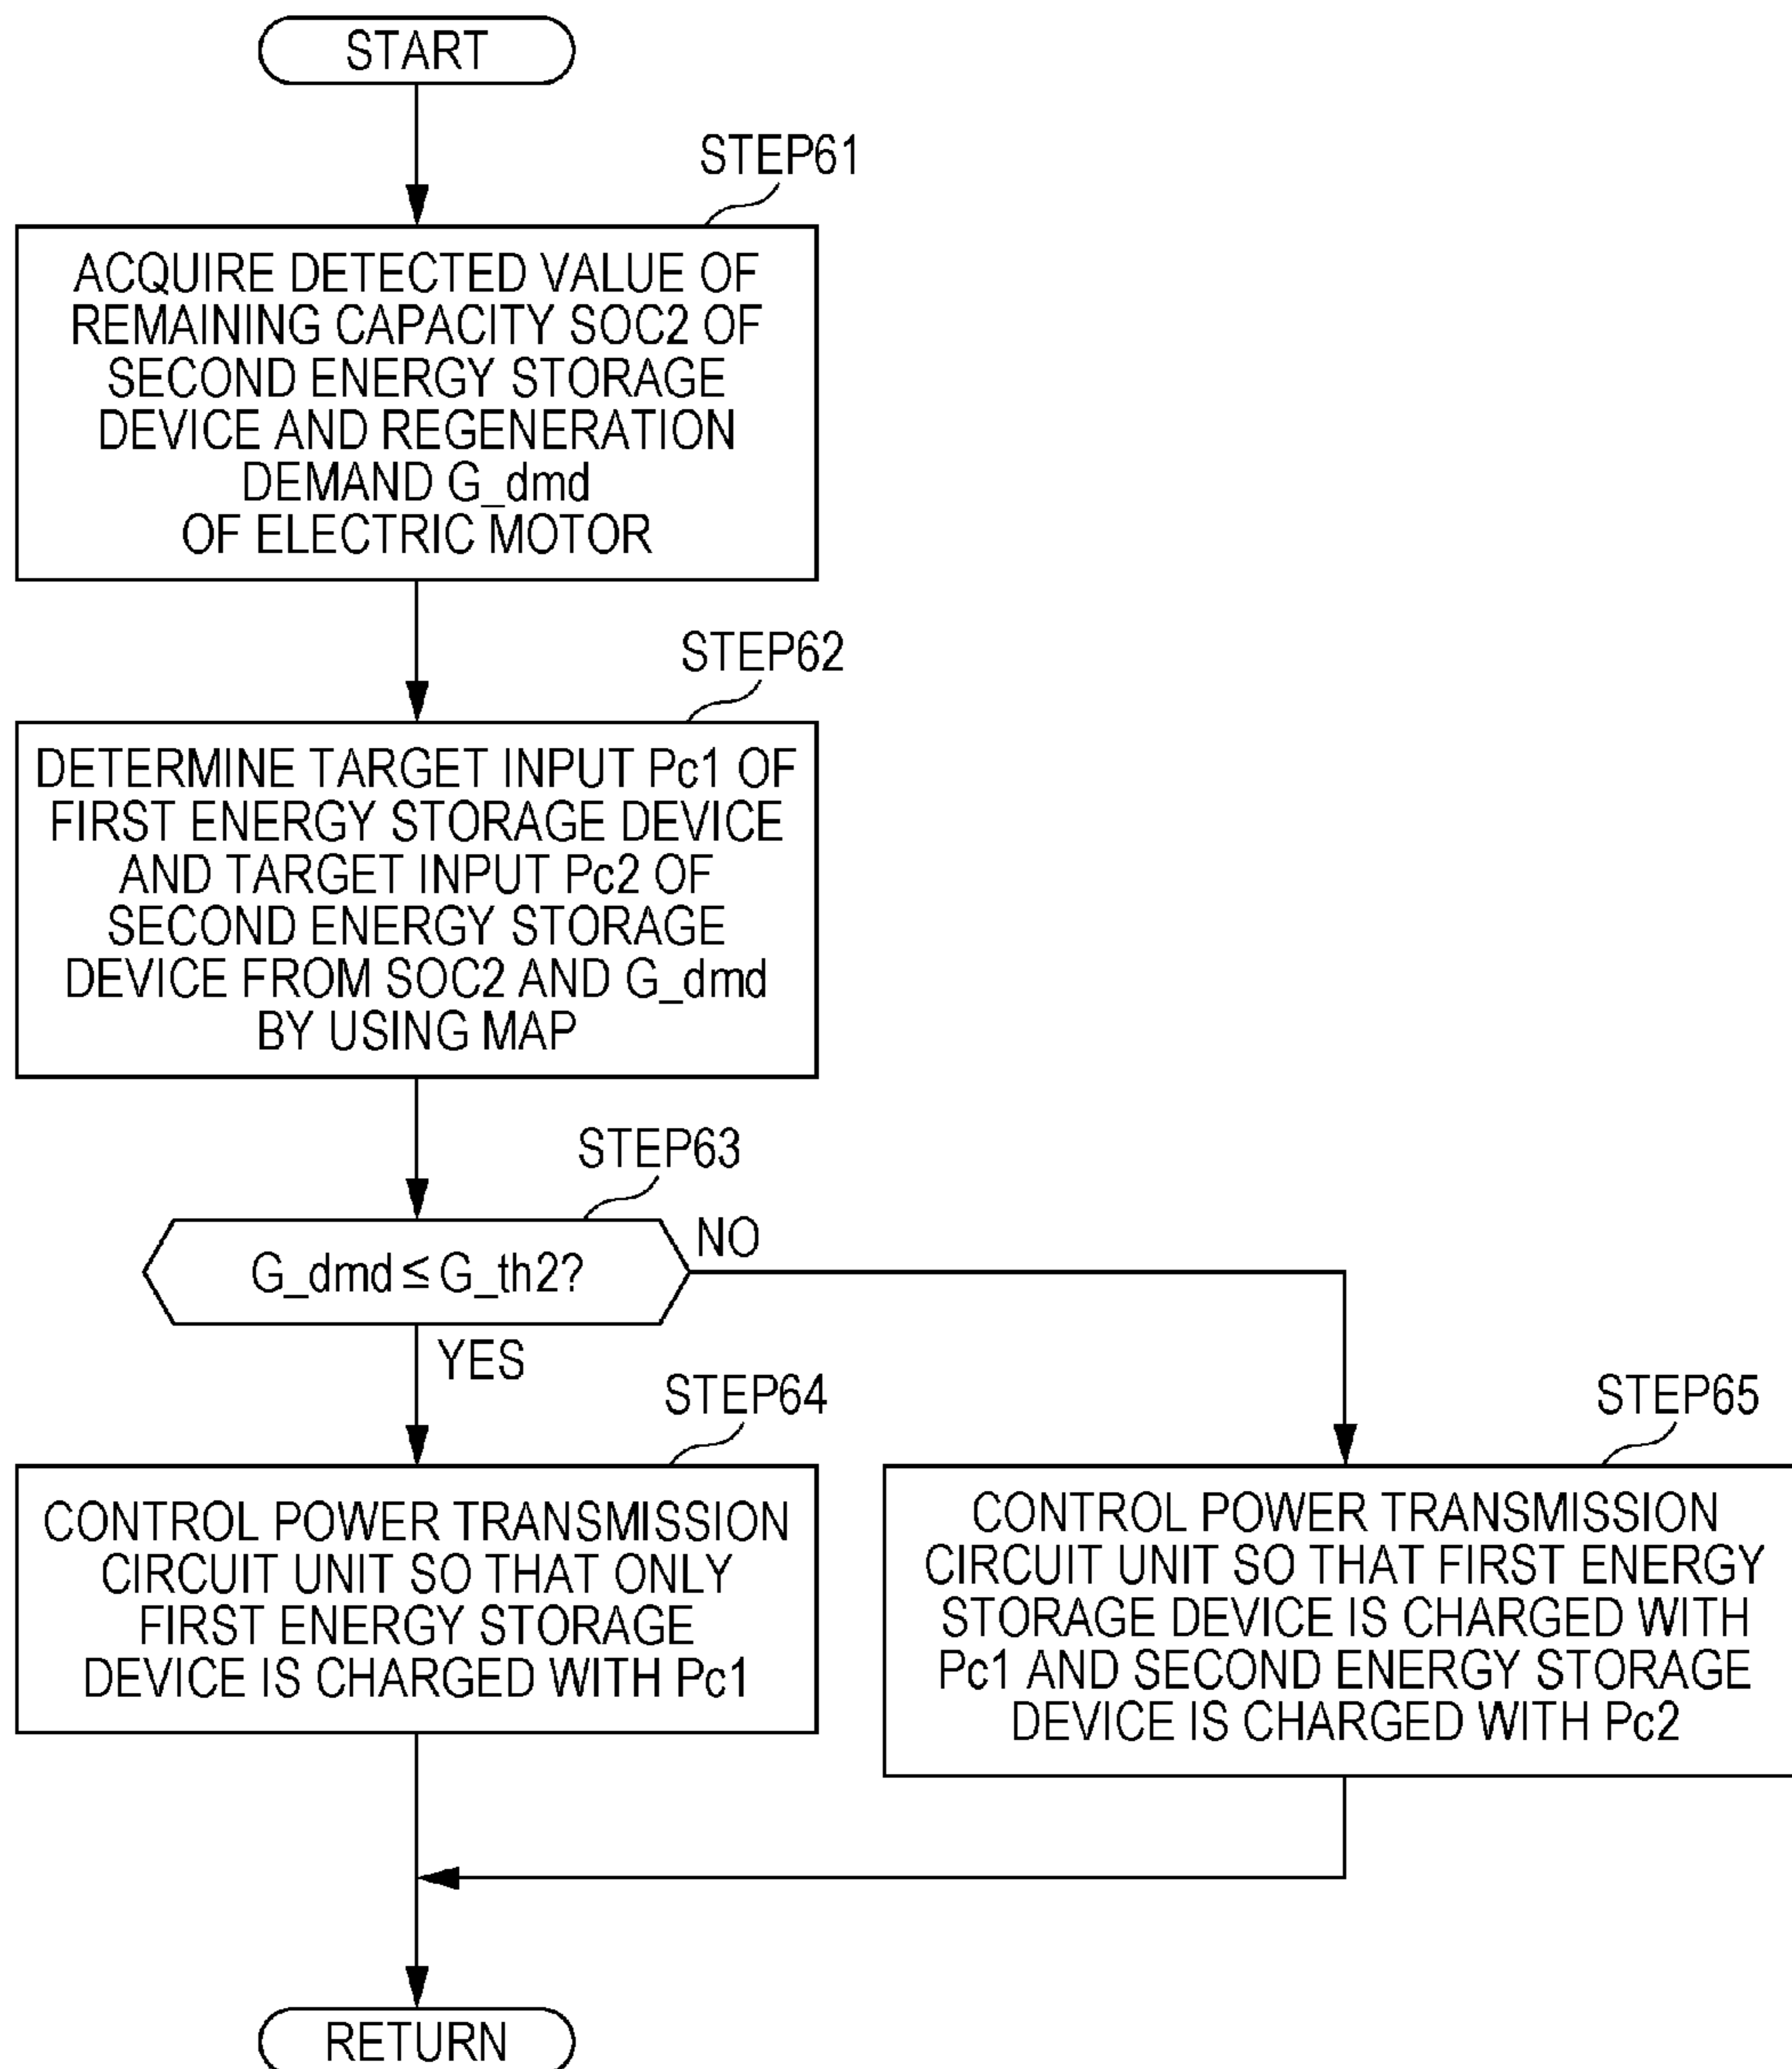 START
STEP61
ACQUIRE DETECTED VALUE OF
REMAINING CAPACITY SOC2 OF
SECOND ENERGY STORAGE
DEVICE AND REGENERATION
DEMAND G_dmd
OF ELECTRIC MOTOR
STEP62
DETERMINE TARGET INPUT Pc1 OF
FIRST ENERGY STORAGE DEVICE
AND TARGET INPUT Pc2 OF
SECOND ENERGY STORAGE
DEVICE FROM SOC2 AND G_dmd
BY USING MAP
STEP63
G_dmd ≤ G_th2?
NO
YES
STEP64
CONTROL POWER TRANSMISSION
CIRCUIT UNIT SO THAT ONLY
FIRST ENERGY STORAGE
DEVICE IS CHARGED WITH Pc1
STEP65
CONTROL POWER TRANSMISSION
CIRCUIT UNIT SO THAT FIRST ENERGY
STORAGE DEVICE IS CHARGED WITH
Pc1 AND SECOND ENERGY STORAGE
DEVICE IS CHARGED WITH Pc2
RETURN